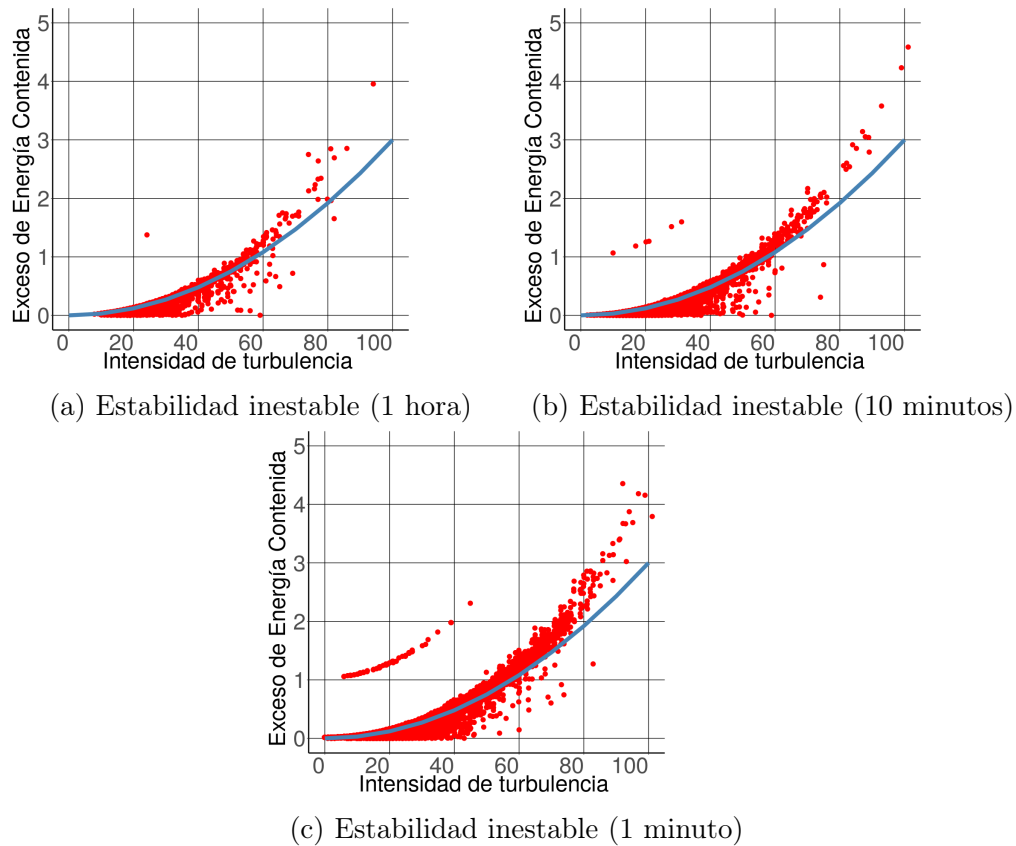 Exceso de Energía Contenida
5
4
3
2
1
0
0 20 40 60 80 100
Intensidad de turbulencia
(a) Estabilidad inestable (1 hora)
Exceso de Energía Contenida
5
4
3
2
1
0
0 20 40 60 80 100
Intensidad de turbulencia
(b) Estabilidad inestable (10 minutos)
Exceso de Energía Contenida
5
4
3
2
1
0
0 20 40 60 80 100
Intensidad de turbulencia
(c) Estabilidad inestable (1 minuto)